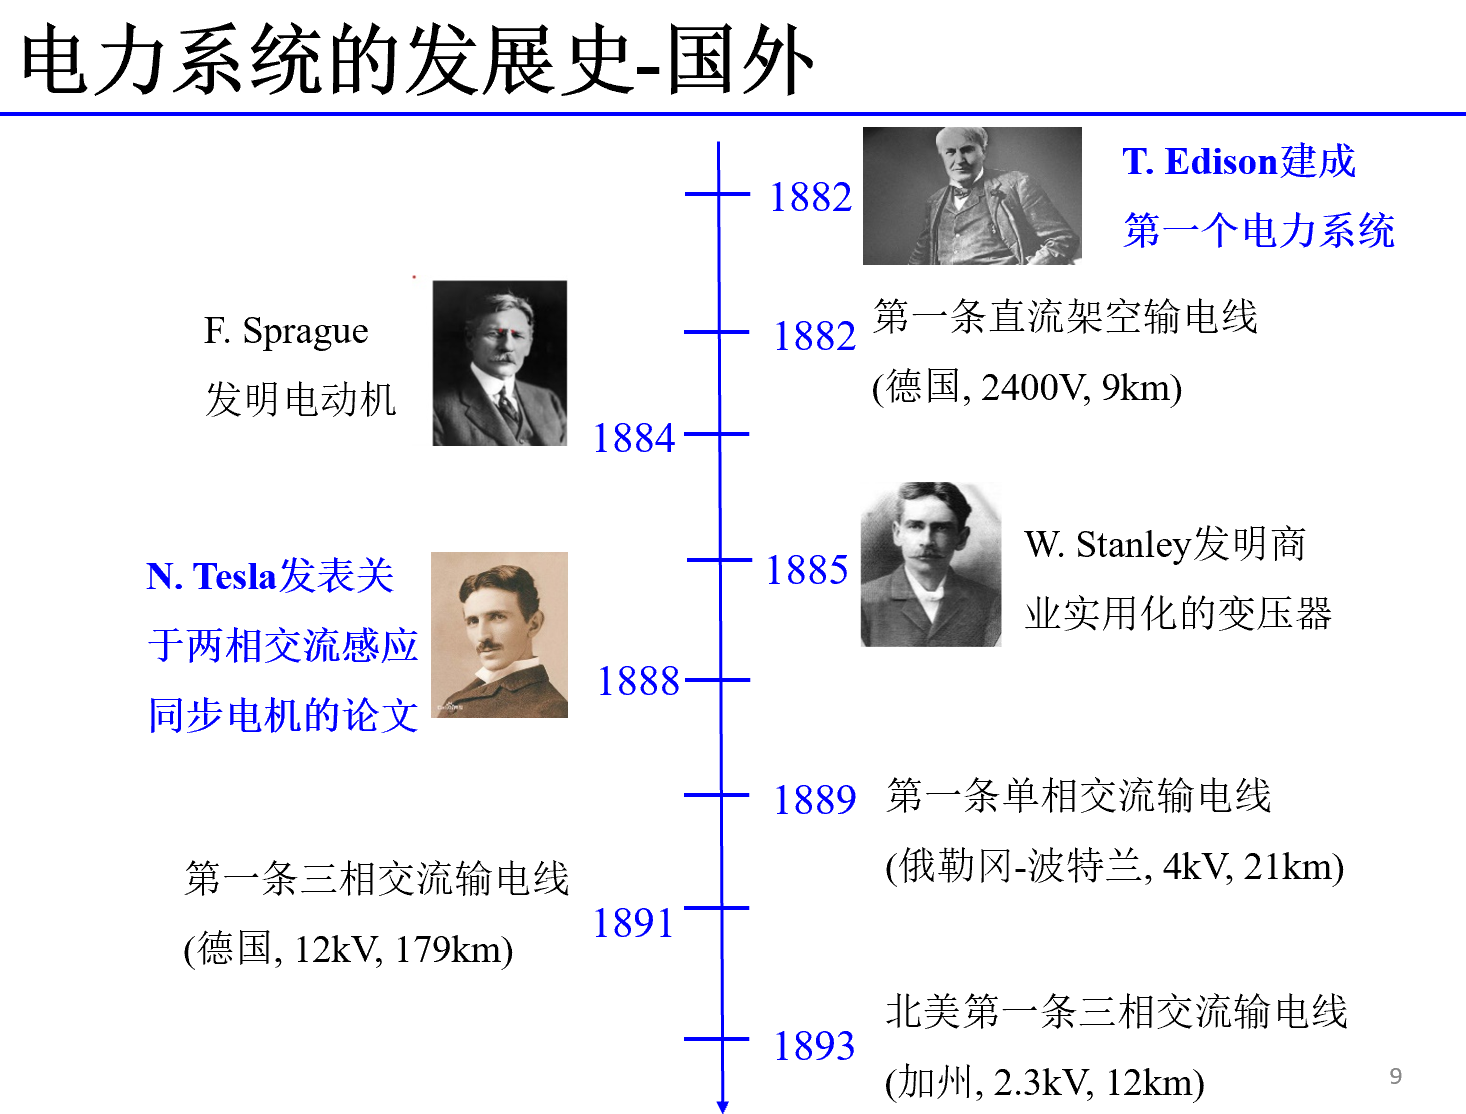 电力系统的发展史-国外
1882
T. Edison建成
第一个电力系统
1882
第一条直流架空输电线
(德国, 2400V, 9km)
F. Sprague
发明电动机
1884
1885
W. Stanley发明商
业实用化的变压器
N. Tesla发表关
于两相交流感应
同步电机的论文
1888
1889
第一条单相交流输电线
(俄勒冈-波特兰, 4kV, 21km)
第一条三相交流输电线
(德国, 12kV, 179km)
1891
1893
北美第一条三相交流输电线
(加州, 2.3kV, 12km)
9